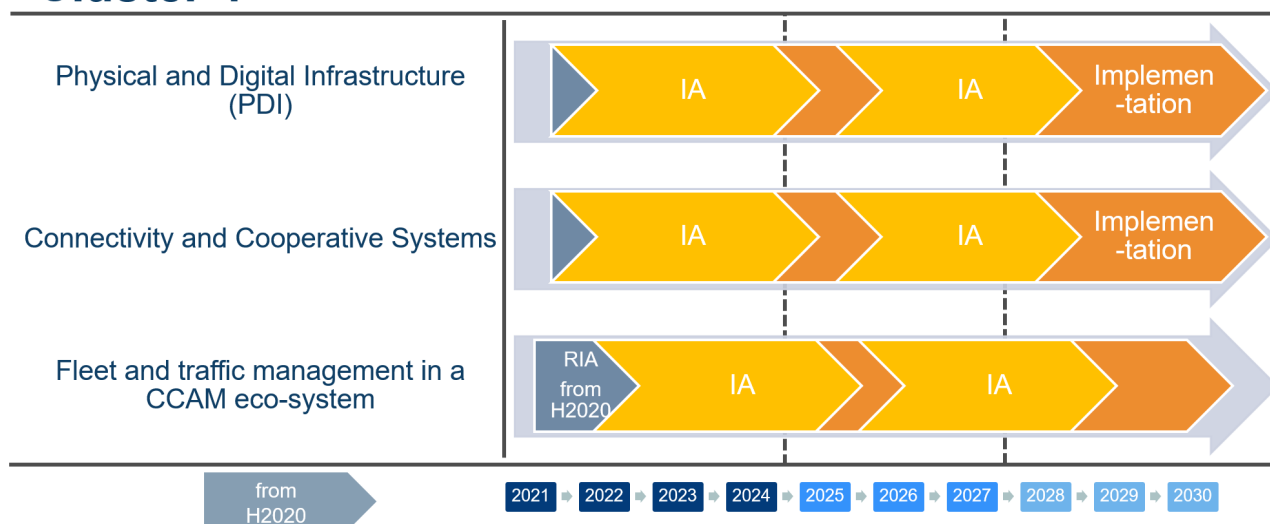 Physical and Digital Infrastructure
(PDI)
IA
IA
Implemen
-tation
Connectivity and Cooperative Systems
IA
IA
Implemen
-tation
Fleet and traffic management in a
CCAM eco-system
RIA
from
H2020
IA
IA
from
H2020
2021 2022 2023 2024 2025 2026 2027 2028 2029 2030